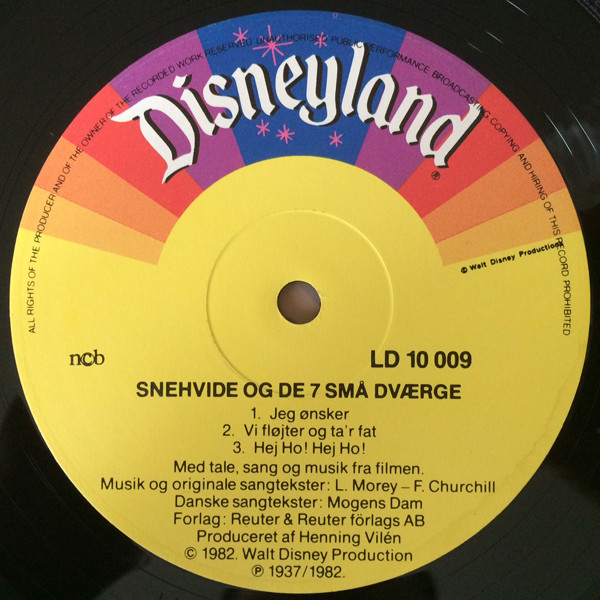 ALL RIGHTS OF THE PRODUCER AND OF THE OWNER OF THE RECORDED WORK RESERVED UNAUTHORISED PUBLIC PERFORMANCE BROADCASTING COPYING AND HIRING OF THIS RECORD PROHIBITED
Disneyland®
© Walt Disney Productions
ncb
LD 10 009
SNEHVIDE OG DE 7 SMÅ DVÆRGE
1. Jeg ønsker
2. Vi fløjter og ta'r fat
3. Hej Ho! Hej Ho!
Med tale, sang og musik fra filmen.
Musik og originale sangtekster: L. Morey – F. Churchill
Danske sangtekster: Mogens Dam
Forlag: Reuter & Reuter förlags AB
Produceret af Henning Vilén
© 1982. Walt Disney Production
℗ 1937/1982.